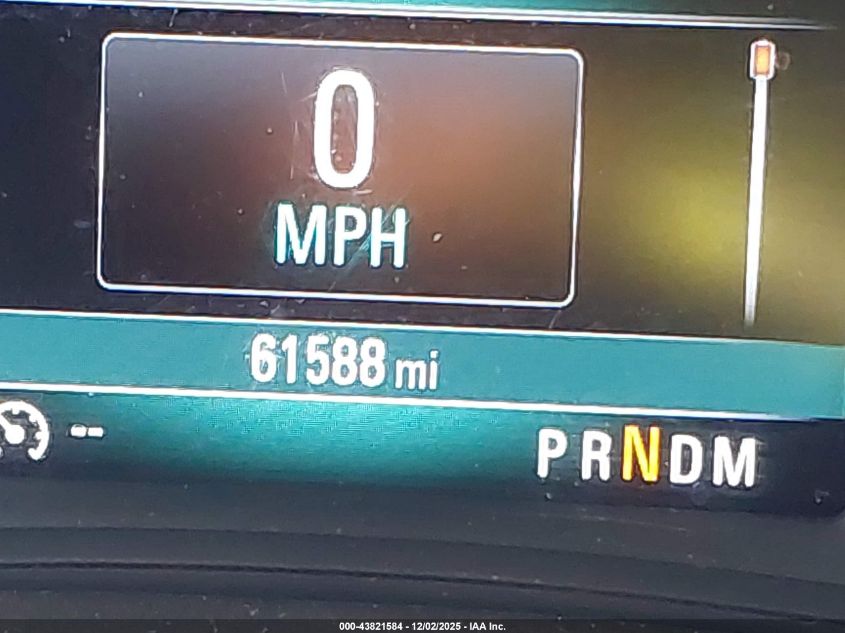 0
MPH
61588 mi
--
PRNDM
000-43821584 - 12/02/2025 - IAA Inc.